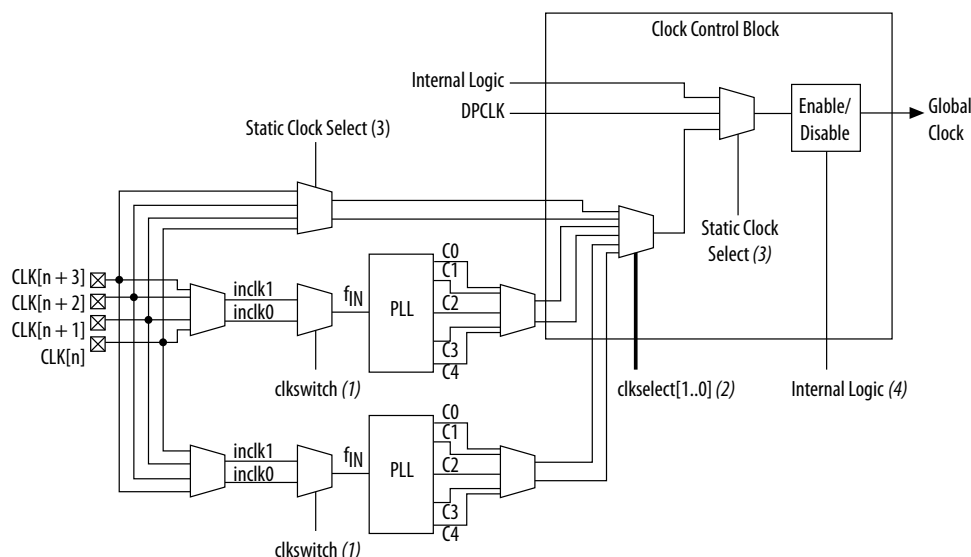 Clock Control Block
Internal Logic
DPCLK
Enable/
Disable
Global
Clock
Static Clock Select (3)
Static Clock
Select (3)
CLK[n + 3]
CLK[n + 2]
CLK[n + 1]
CLK[n]
inclk1
inclk0
fIN
PLL
C0
C1
C2
C3
C4
clkswitch (1)
clkselect[1..0] (2)
Internal Logic (4)
inclk1
inclk0
fIN
PLL
C0
C1
C2
C3
C4
clkswitch (1)